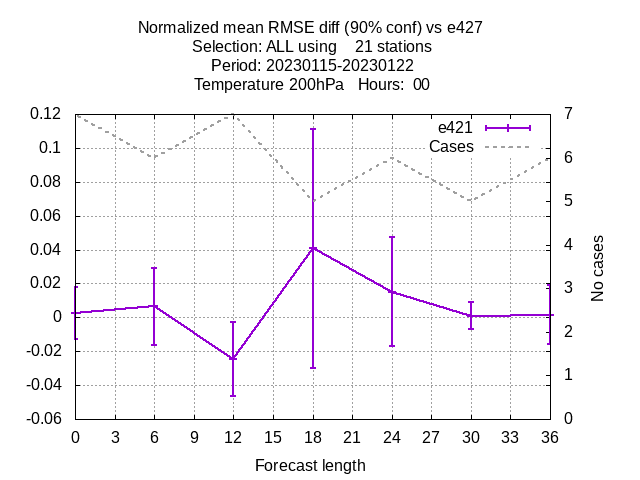 Normalized mean RMSE diff (90% conf) vs e427
Selection: ALL using    21 stations
Period: 20230115-20230122
Temperature 200hPa   Hours:  00
0.12
0.1
0.08
0.06
0.04
0.02
0
-0.02
-0.04
-0.06
e421
Cases
7
6
5
4
3
2
1
0
No cases
0 3 6 9 12 15 18 21 24 27 30 33 36
Forecast length